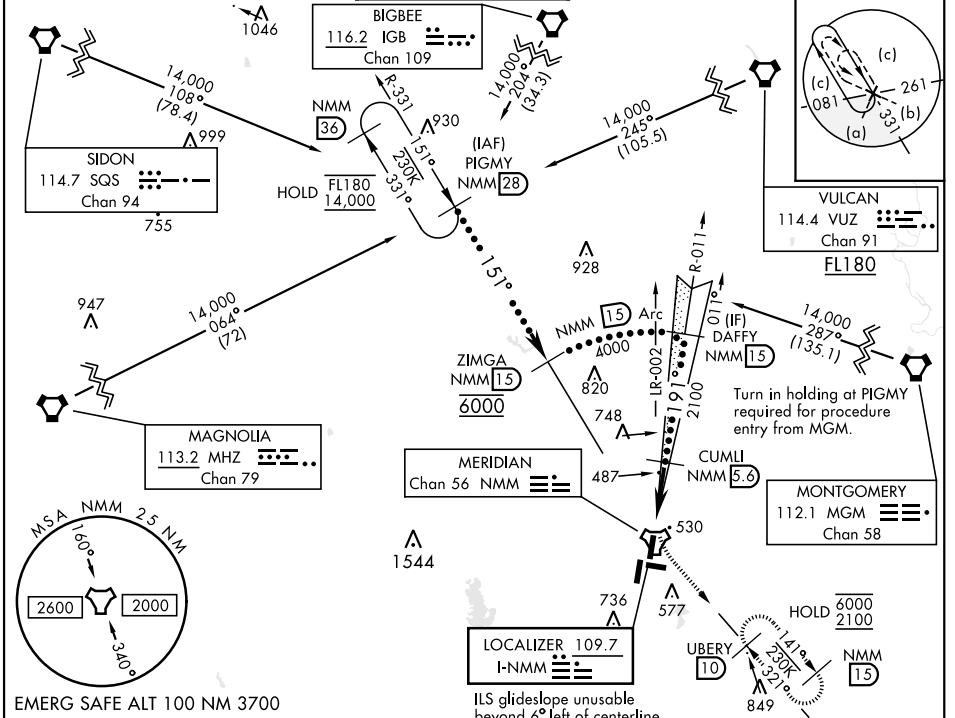 1046
BIGBEE
116.2 IGB
Chan 109
14,000
108°
(78.4)
999
SIDON
114.7 SQS
Chan 94
755
NMM
36
R-331
930
151°
230K
331°
HOLD FL180
14,000
14,000
204°
(34.3)
(IAF)
PIGMY
NMM 28
14,000
245°
(105.5)
(c)
(c)
081
261
(b)
(a)
331
VULCAN
114.4 VUZ
Chan 91
FL180
151°
928
R-011
011°
947
14,000
064°
(72)
NMM 15 Arc
4000
LR-002
(IF)
DAFFY
NMM 15
14,000
287°
(135.1)
ZIMGA
NMM 15
6000
820
191°
2100
Turn in holding at PIGMY
required for procedure
entry from MGM.
748
CUMLI
NMM 5.6
487
MAGNOLIA
113.2 MHZ
Chan 79
MERIDIAN
Chan 56 NMM
MONTGOMERY
112.1 MGM
Chan 58
530
1544
MSA NMM 25 NM
160°
2600
2000
340°
736
577
HOLD 6000
2100
LOCALIZER 109.7
I-NMM
UBERY
10
141°
230K
321°
NMM
15
849
EMERG SAFE ALT 100 NM 3700
ILS glideslope unusable
beyond 6° left of centerline